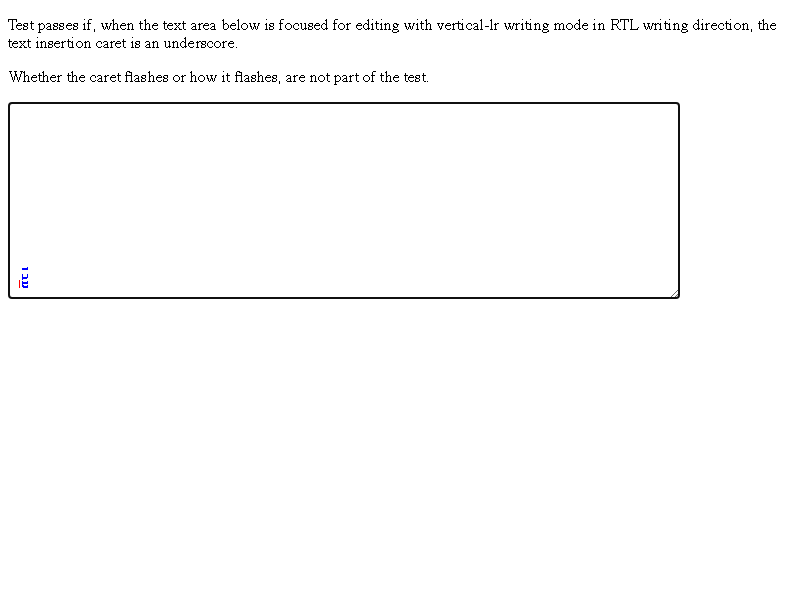 Test passes if, when the text area below is focused for editing with vertical-lr writing mode in RTL writing direction, the
text insertion caret is an underscore.
Whether the caret flashes or how it flashes, are not part of the test.